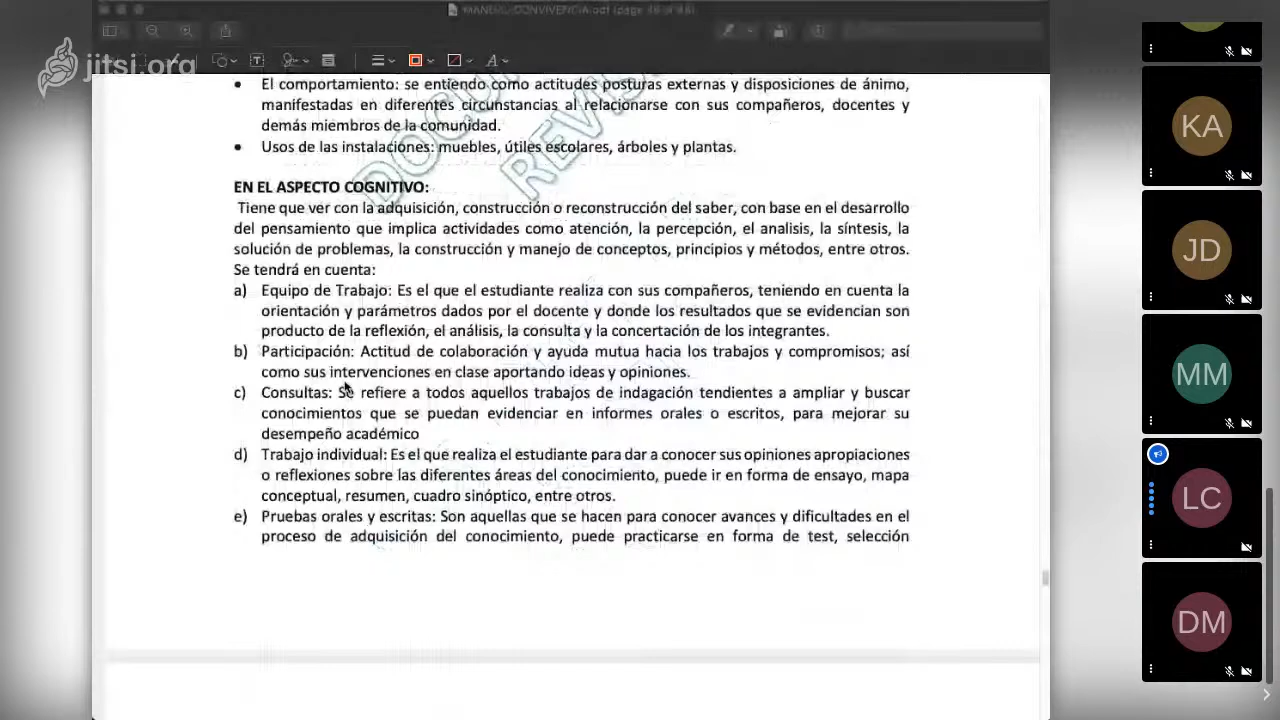 jitsi.org
El comportamiento: se entiendo como actitudes posturas externas y disposiciones de ánimo,
manifestadas en diferentes circunstancias al relacionarse con sus compañeros, docentes y
demás miembros de la comunidad.
Usos de las instalaciones: muebles, útiles escolares, árboles y plantas.
EN EL ASPECTO COGNITIVO:
Tiene que ver con la adquisición, construcción o reconstrucción del saber, con base en el desarrollo
del pensamiento que implica actividades como atención, la percepción, el analisis, la síntesis, la
solución de problemas, la construcción y manejo de conceptos, principios y métodos, entre otros.
Se tendrá en cuenta:
a) Equipo de Trabajo: Es el que el estudiante realiza con sus compañeros, teniendo en cuenta la
orientación y parámetros dados por el docente y donde los resultados que se evidencian son
producto de la reflexión, el análisis, la consulta y la concertación de los integrantes.
b) Participación: Actitud de colaboración y ayuda mutua hacia los trabajos y compromisos; así
como sus intervenciones en clase aportando ideas y opiniones.
c) Consultas: Se refiere a todos aquellos trabajos de indagación tendientes a ampliar y buscar
conocimientos que se puedan evidenciar en informes orales o escritos, para mejorar su
desempeño académico
d) Trabajo individual: Es el que realiza el estudiante para dar a conocer sus opiniones apropiaciones
o reflexiones sobre las diferentes áreas del conocimiento, puede ir en forma de ensayo, mapa
conceptual, resumen, cuadro sinóptico, entre otros.
e) Pruebas orales y escritas: Son aquellas que se hacen para conocer avances y dificultades en el
proceso de adquisición del conocimiento, puede practicarse en forma de test, selección
KA
JD
MM
LC
DM